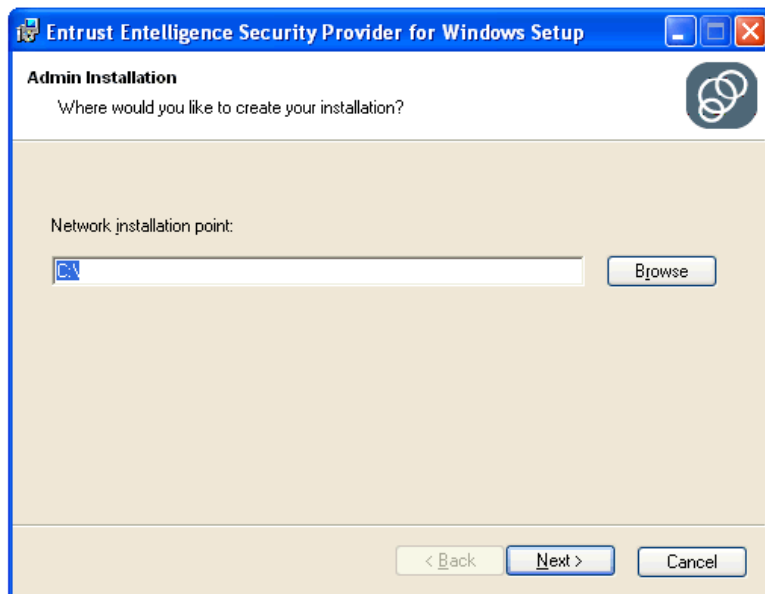 Entrust Entelligence Security Provider for Windows Setup
Admin Installation
Where would you like to create your installation?
Network installation point:
C:\
Browse
< Back
Next >
Cancel